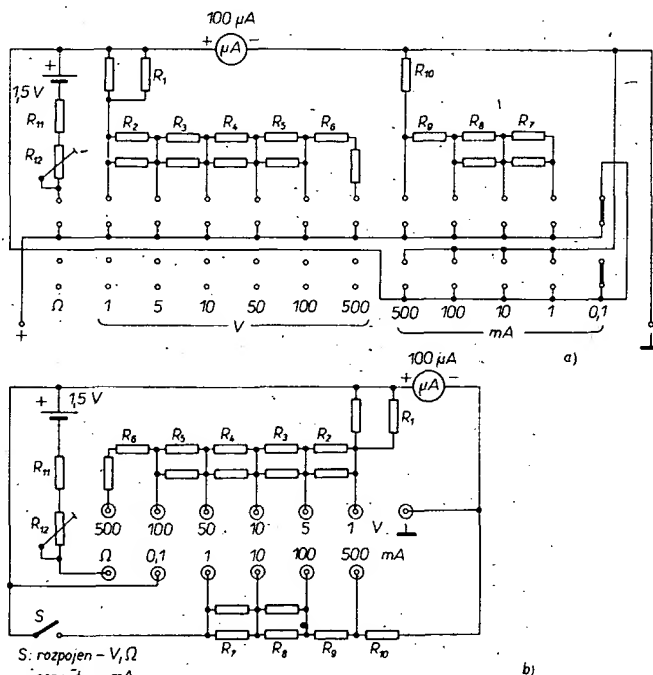 100 μA
+ μA −
+
1,5 V
R1
R10
R11
R2 R3 R4 R5 R6
R9 R8 R7
R12
+ Ω 1 5 10 50 100 500 500 100 10 1 0,1
V mA
a)
100 μA
+ μA −
+ 1,5 V
R1
R6 R5 R4 R3 R2
R11
R12
500 100 50 10 5 1 V
Ω 0,1 1 10 100 500 mA
S
R7 R8 R9 R10
S: rozpojen – V, Ω
b)